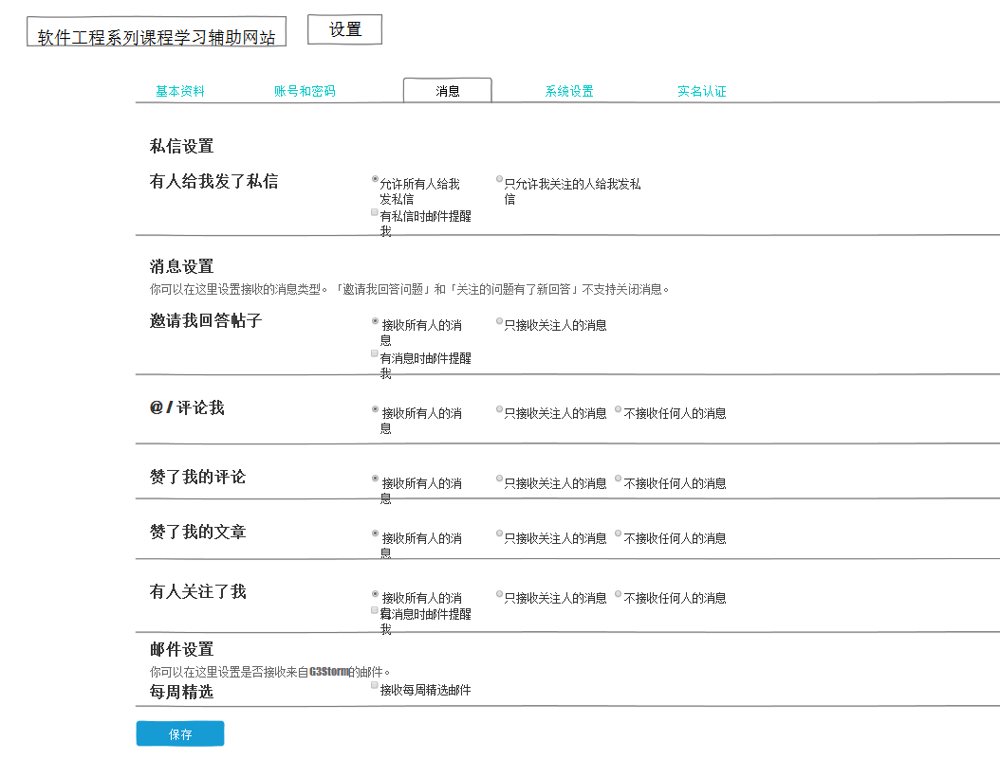 软件工程系列课程学习辅助网站 设置
基本资料 账号和密码 消息 系统设置 实名认证
私信设置
有人给我发了私信
允许所有人给我
发私信
只允许我关注的人给我发私
信
有私信时邮件提醒
我
消息设置
你可以在这里设置接收的消息类型。「邀请我回答问题」和「关注的问题有了新回答」不支持关闭消息。
邀请我回答帖子
接收所有人的消
息
只接收关注人的消息
有消息时邮件提醒
我
@ / 评论我
接收所有人的消
息
只接收关注人的消息
不接收任何人的消息
赞了我的评论
接收所有人的消
息
只接收关注人的消息
不接收任何人的消息
赞了我的文章
接收所有人的消
息
只接收关注人的消息
不接收任何人的消息
有人关注了我
接收所有人的消
息
只接收关注人的消息
不接收任何人的消息
有消息时邮件提醒
我
邮件设置
你可以在这里设置是否接收来自G3Storm的邮件。
每周精选
接收每周精选邮件
保存